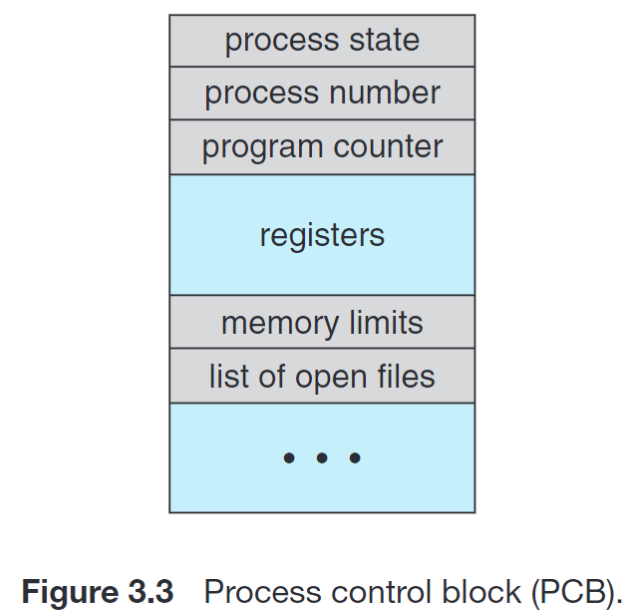 process state
process number
program counter
registers
memory limits
list of open files
• • •
Figure 3.3 Process control block (PCB).